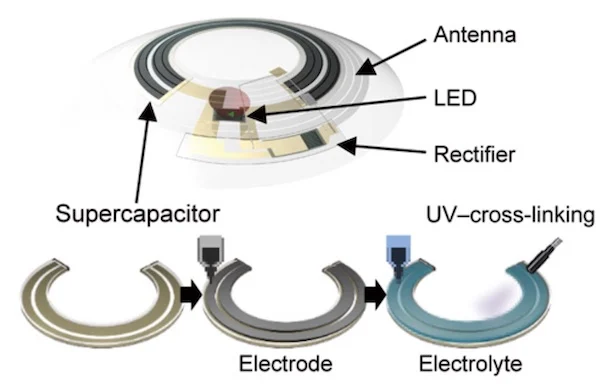 Antenna
LED
Rectifier
Supercapacitor
UV–cross-linking
Electrode
Electrolyte